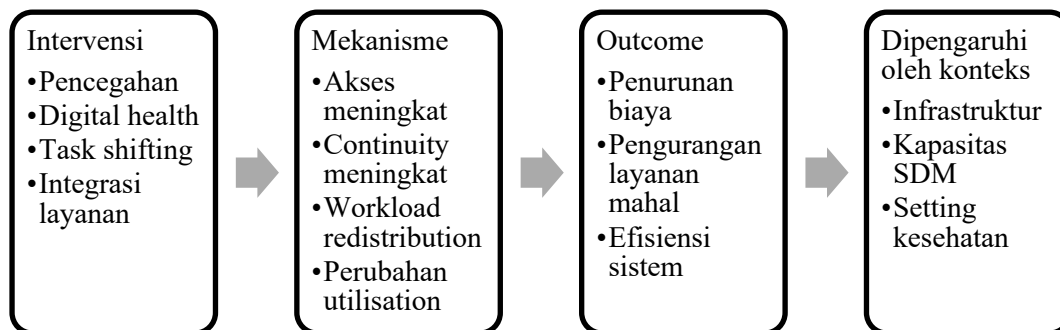 Intervensi
•Pencegahan
•Digital health
•Task shifting
•Integrasi
layanan
Mekanisme
•Akses
meningkat
•Continuity
meningkat
•Workload
redistribution
•Perubahan
utilisation
Outcome
•Penurunan
biaya
•Pengurangan
layanan
mahal
•Efisiensi
sistem
Dipengaruhi
oleh konteks
•Infrastruktur
•Kapasitas
SDM
•Setting
kesehatan